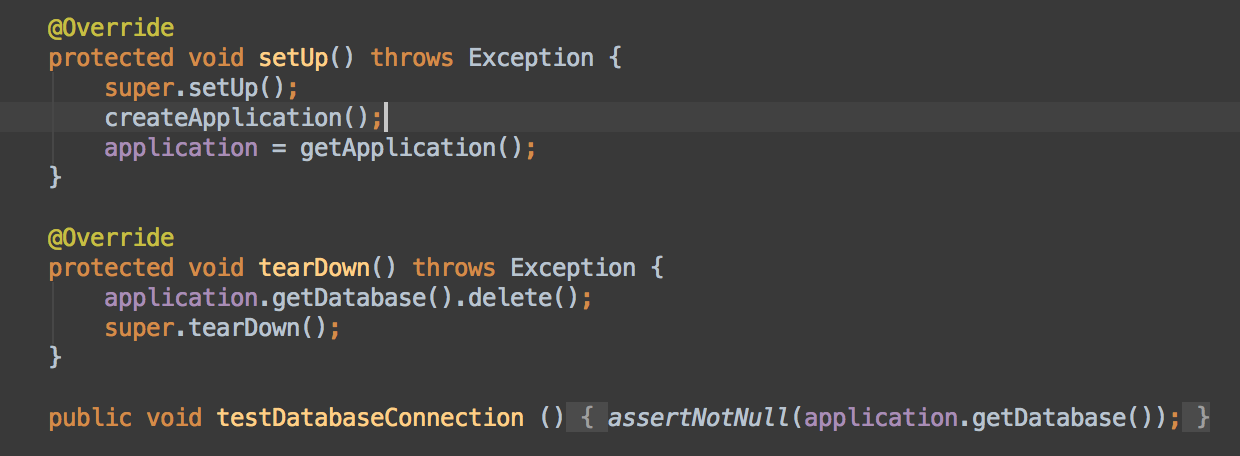 @Override
protected void setUp() throws Exception {
    super.setUp();
    createApplication();
    application = getApplication();
}
@Override
protected void tearDown() throws Exception {
    application.getDatabase().delete();
    super.tearDown();
}
public void testDatabaseConnection () { assertNotNull(application.getDatabase()); }